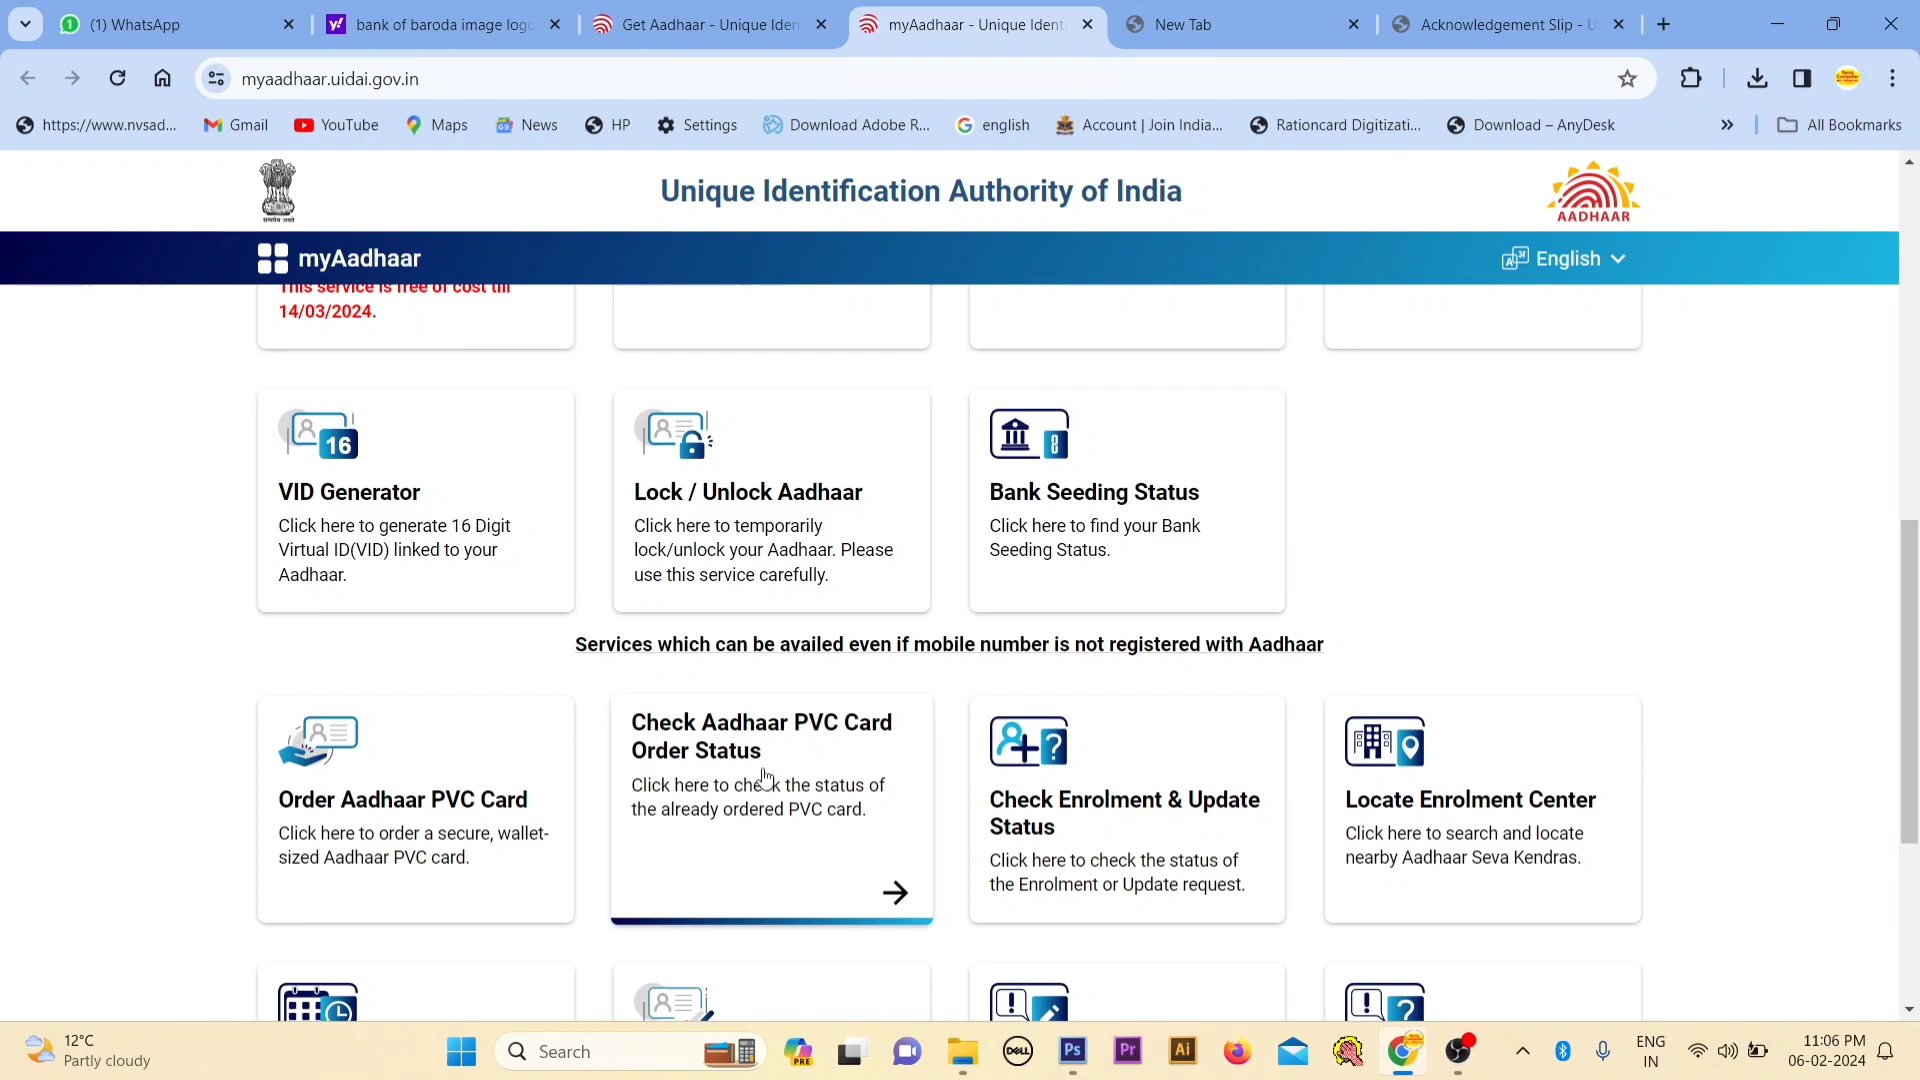 (1) WhatsApp
bank of baroda image logo
Get Aadhaar - Unique Iden
myAadhaar - Unique Identi
New Tab
Acknowledgement Slip - U
myaadhaar.uidai.gov.in
https://www.nvsad...
Gmail
YouTube
Maps
News
HP
Settings
Download Adobe R...
english
Account | Join India...
Rationcard Digitizati...
Download – AnyDesk
All Bookmarks
Unique Identification Authority of India
AADHAAR
myAadhaar
English
This service is free of cost till
14/03/2024.
16
VID Generator
Click here to generate 16 Digit
Virtual ID(VID) linked to your
Aadhaar.
Lock / Unlock Aadhaar
Click here to temporarily
lock/unlock your Aadhaar. Please
use this service carefully.
Bank Seeding Status
Click here to find your Bank
Seeding Status.
Services which can be availed even if mobile number is not registered with Aadhaar
Order Aadhaar PVC Card
Click here to order a secure, wallet-
sized Aadhaar PVC card.
Check Aadhaar PVC Card
Order Status
Click here to check the status of
the already ordered PVC card.
Check Enrolment & Update
Status
Click here to check the status of
the Enrolment or Update request.
Locate Enrolment Center
Click here to search and locate
nearby Aadhaar Seva Kendras.
12°C
Partly cloudy
Search
PRE
DELL
Ps
Pr
Ai
ENG
IN
11:06 PM
06-02-2024